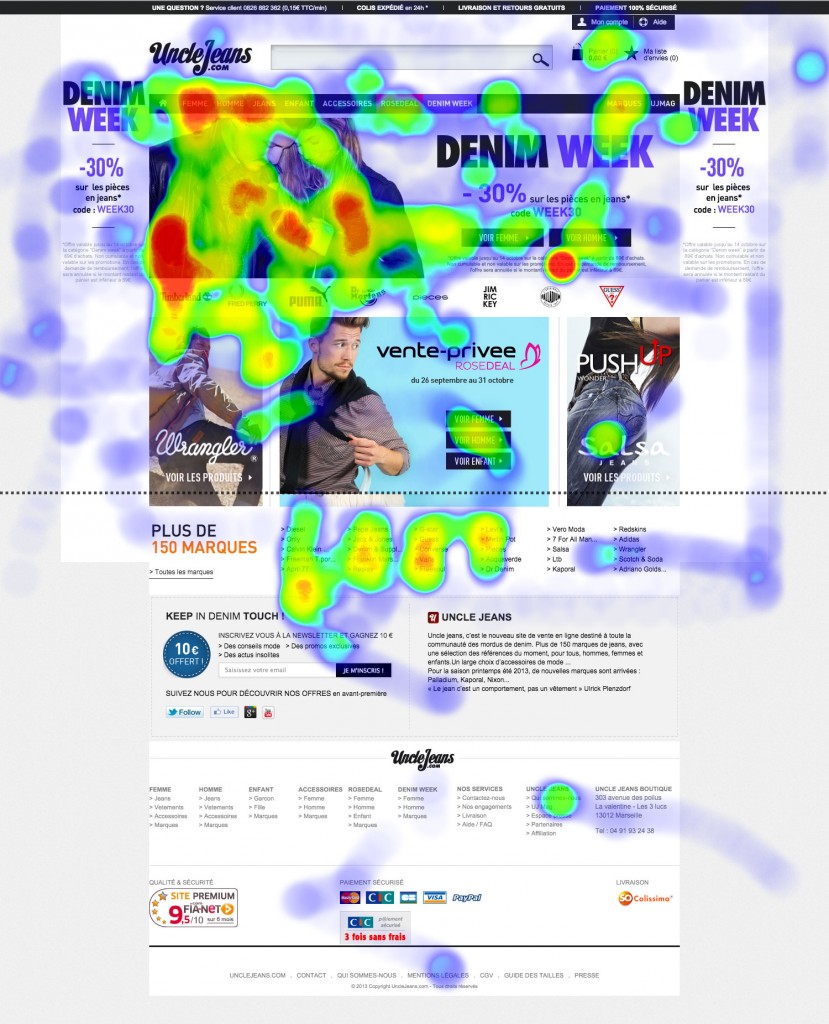 UNE QUESTION ? Service client 0826 882 362 (0,15€ TTC/min) | COLIS EXPÉDIÉ en 24h * | LIVRAISON ET RETOURS GRATUITS | PAIEMENT 100% SÉCURISÉ
Mon compte Aide
UncleJeans .COM
Panier (0) Ma liste
0,00 € d'envies (0)
FEMME HOMME JEANS ENFANT ACCESSOIRES ROSEDEAL DENIM WEEK MARQUES UJMAG
DENIM WEEK
-30%
sur les pièces
en jeans*
code : WEEK30
DENIM WEEK
- 30% sur les pièces en jeans*
code WEEK30
VOIR FEMME VOIR HOMME
DENIM WEEK
-30%
sur les pièces
en jeans*
code : WEEK30
Timberland FRED PERRY PUMA Dr. Martens pieces JIM RICKEY GUESS ?
Wrangler
VOIR LES PRODUITS
vente-privee
ROSEDEAL
du 26 septembre au 31 octobre
VOIR FEMME
VOIR HOMME
VOIR ENFANT
PUSH UP
WONDER
Salsa
JEANS
VOIR LES PRODUITS
PLUS DE
150 MARQUES
> Toutes les marques
> Diesel > Pepe Jeans > G-star > Levi's > Vero Moda > Redskins
> Only > Jack & Jones > 7 For All Man... > Adidas
> Calvin Klein > Salsa > Wrangler
> Freeman T.por... > Ltb > Scotch & Soda
> Dr Denim > Kaporal > Adriano Golds...
KEEP IN DENIM TOUCH !
10€ OFFERT !
INSCRIVEZ VOUS À LA NEWSLETTER ET GAGNEZ 10 €
> Des conseils mode > Des promos exclusives
> Des actus insolites
Saisissez votre email JE M'INSCRIS !
SUIVEZ NOUS POUR DÉCOUVRIR NOS OFFRES en avant-première
Follow Like
UNCLE JEANS
Uncle jeans, c'est le nouveau site de vente en ligne destiné à toute la
communauté des mordus de denim. Plus de 150 marques de jeans, avec
une sélection des références du moment, pour tous, hommes, femmes et
enfants.Un large choix d'accessoires de mode ...
Pour la saison printemps été 2013, de nouvelles marques sont arrivées :
Palladium, Kaporal, Nixon...
« Le jean c'est un comportement, pas un vêtement » Ulrick Plenzdorf
UncleJeans .COM
FEMME HOMME ENFANT ACCESSOIRES ROSEDEAL DENIM WEEK NOS SERVICES UNCLE JEANS UNCLE JEANS BOUTIQUE
> Jeans > Jeans > Garçon > Femme > Femme > Femme > Contactez-nous > Qui sommes-nous 303 avenue des poilus
> Vetements > Vetements > Fille > Homme > Homme > Homme > Nos engagements > UJ Mag La valentine - Les 3 lucs
> Accessoires > Accessoires > Marques > Marques > Enfant > Marques > Livraison > Espace presse 13012 Marseille
> Marques > Marques > Marques > Aide / FAQ > Partenaires
> Affiliation Tel : 04 91 93 24 36
QUALITÉ & SÉCURITÉ PAIEMENT SÉCURISÉ LIVRAISON
SITE PREMIUM
FIA-NET
9,5/10 sur 6 mois
MasterCard CIC CB VISA PayPal
CIC paiement sécurisé
3 fois sans frais
SO Colissimo
UNCLEJEANS.COM . CONTACT . QUI SOMMES-NOUS . MENTIONS LÉGALES . CGV . GUIDE DES TAILLES . PRESSE
© 2013 Copyright UncleJeans.com - Tous droits réservés